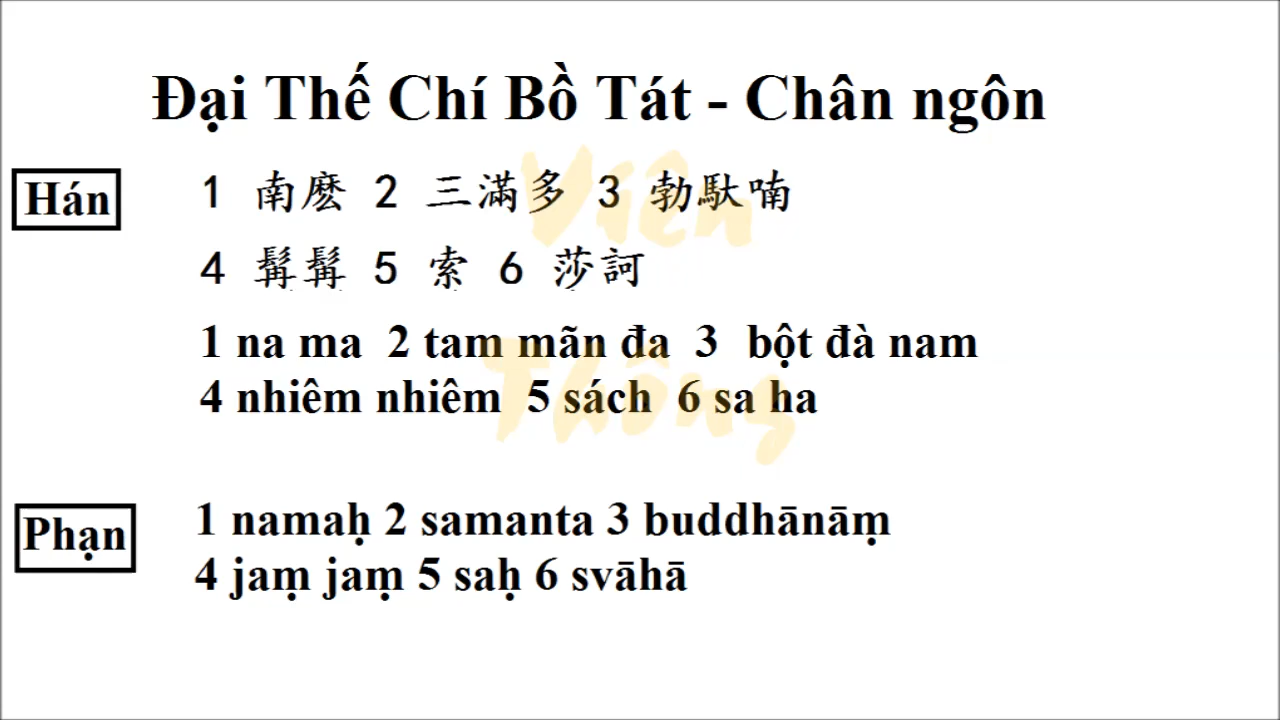 Đại Thế Chí Bồ Tát - Chân ngôn
Hán
1 南麽 2 三滿多 3 勃馱喃
4 髯髯 5 索 6 莎訶
1 na ma 2 tam mãn đa 3 bột đà nam
4 nhiêm nhiêm 5 sách 6 sa ha
Viên
Thông
Phạn
1 namaḥ 2 samanta 3 buddhānāṃ
4 jaṃ jaṃ 5 saḥ 6 svāhā